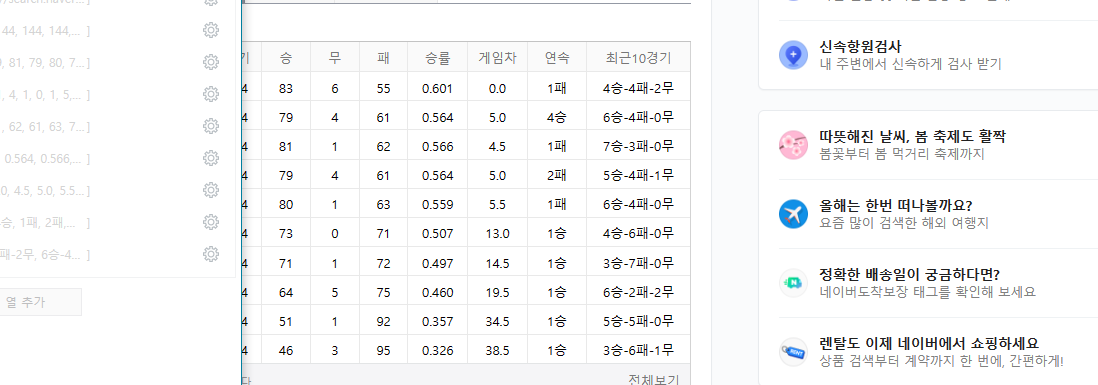 44, 144, 144,... ]
, 81, 79, 80, 7... ]
4, 1, 0, 1, 5,... ]
, 62, 61, 63, 7... ]
0.564, 0.566,... ]
0, 4.5, 5.0, 5.5... ]
승, 1패, 2패,... ]
패-2무, 6승-4... ]
열 추가
기 승 무 패 승률 게임차 연속 최근10경기
4 83 6 55 0.601 0.0 1패 4승-4패-2무
4 79 4 61 0.564 5.0 4승 6승-4패-0무
4 81 1 62 0.566 4.5 1패 7승-3패-0무
4 79 4 61 0.564 5.0 2패 5승-4패-1무
4 80 1 63 0.559 5.5 1패 6승-4패-0무
4 73 0 71 0.507 13.0 1승 4승-6패-0무
4 71 1 72 0.497 14.5 1승 3승-7패-0무
4 64 5 75 0.460 19.5 1승 6승-2패-2무
4 51 1 92 0.357 34.5 1승 5승-5패-0무
4 46 3 95 0.326 38.5 1승 3승-6패-1무
다
전체보기
신속항원검사
내 주변에서 신속하게 검사 받기
따뜻해진 날씨, 봄 축제도 활짝
봄꽃부터 봄 먹거리 축제까지
올해는 한번 떠나볼까요?
요즘 많이 검색한 해외 여행지
정확한 배송일이 궁금하다면?
네이버도착보장 태그를 확인해 보세요
렌탈도 이제 네이버에서 쇼핑하세요
상품 검색부터 계약까지 한 번에, 간편하게!